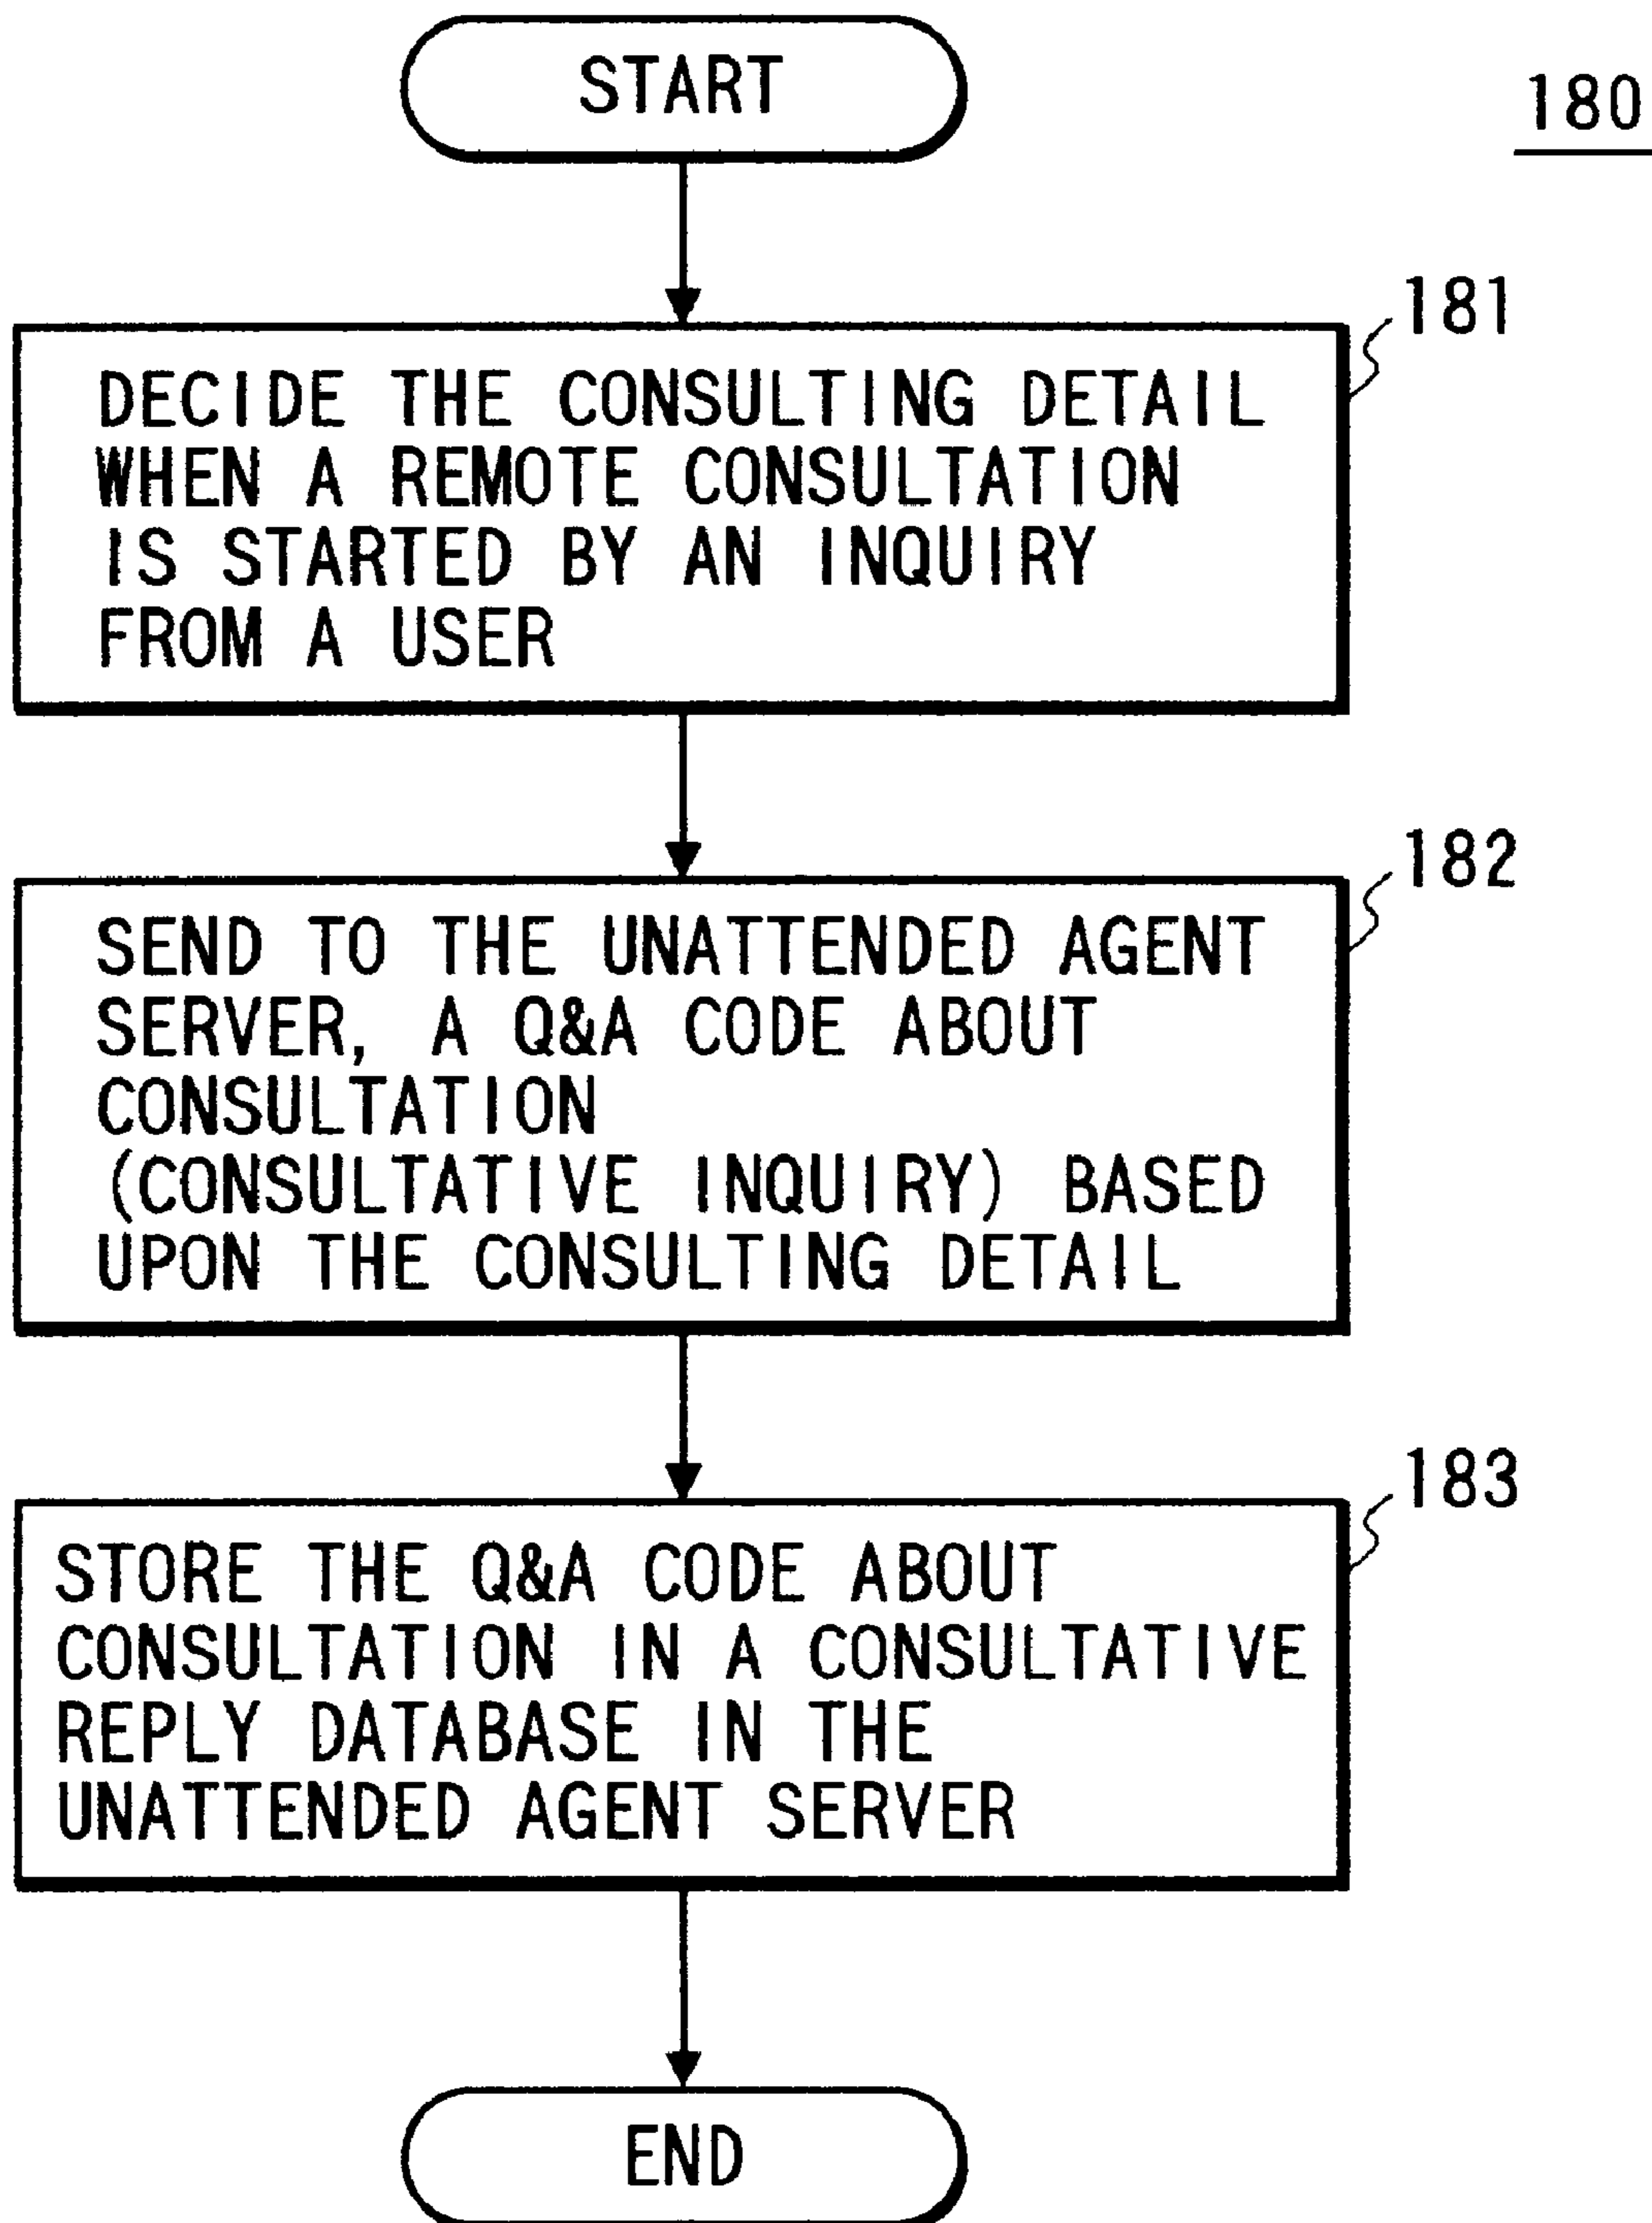 START
180
181
DECIDE THE CONSULTING DETAIL
WHEN A REMOTE CONSULTATION
IS STARTED BY AN INQUIRY
FROM A USER
182
SEND TO THE UNATTENDED AGENT
SERVER, A Q&A CODE ABOUT
CONSULTATION
(CONSULTATIVE INQUIRY) BASED
UPON THE CONSULTING DETAIL
183
STORE THE Q&A CODE ABOUT
CONSULTATION IN A CONSULTATIVE
REPLY DATABASE IN THE
UNATTENDED AGENT SERVER
END